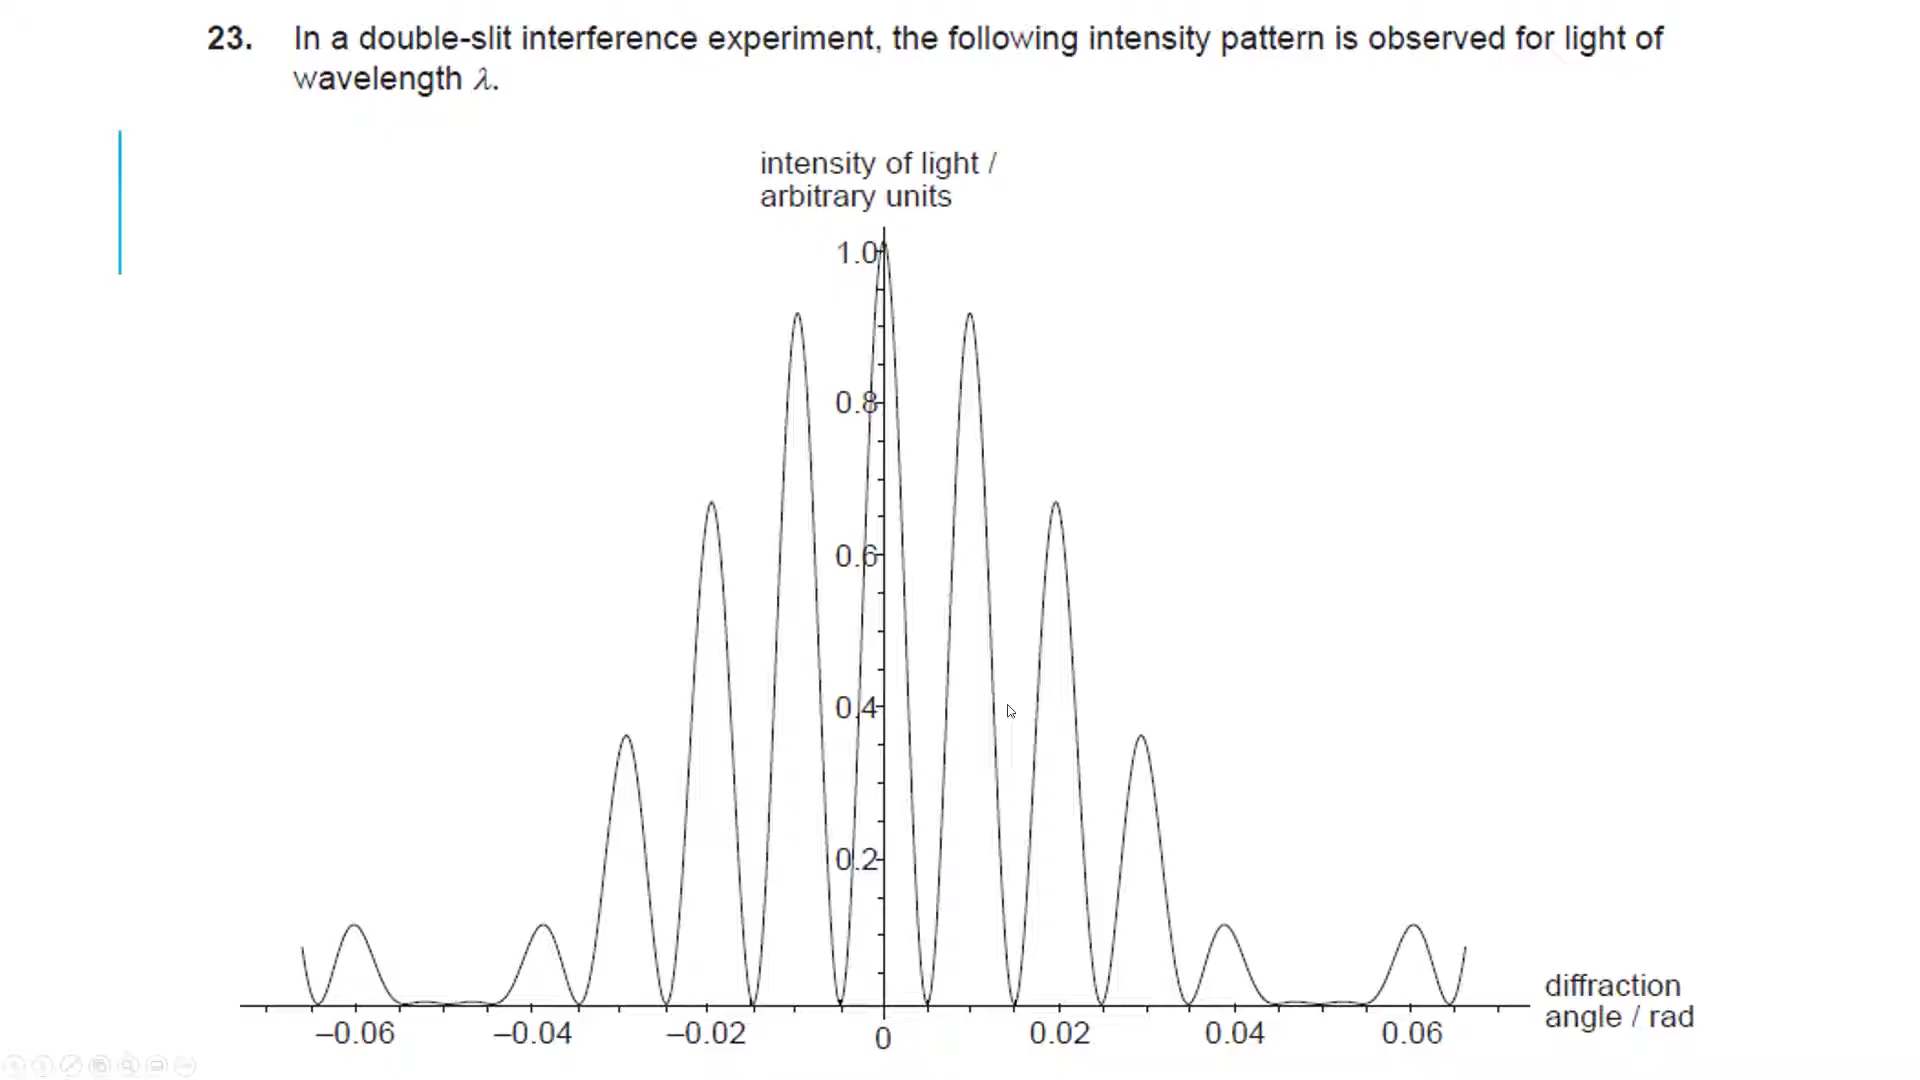 23. In a double-slit interference experiment, the following intensity pattern is observed for light of
wavelength λ.
intensity of light /
arbitrary units
1.0
0.8
0.6
0.4
0.2
–0.06 –0.04 –0.02 0 0.02 0.04 0.06
diffraction
angle / rad